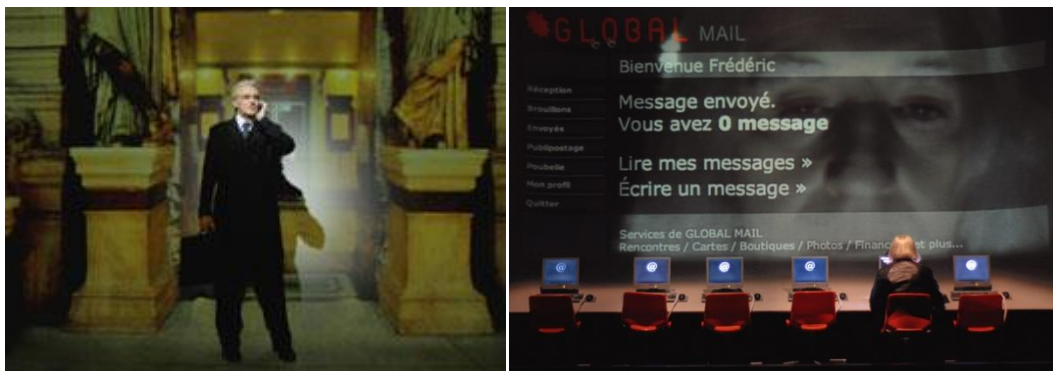 GLOBAL MAIL
Bienvenue Frédéric
Réception
Brouillons
Envoyés
Publipostage
Poubelle
Mon profil
Quitter
Message envoyé.
Vous avez 0 message
Lire mes messages »
Écrire un message »
Services de GLOBAL MAIL
Rencontres / Cartes / Boutiques / Photos / et plus...
@
@
@
@
@